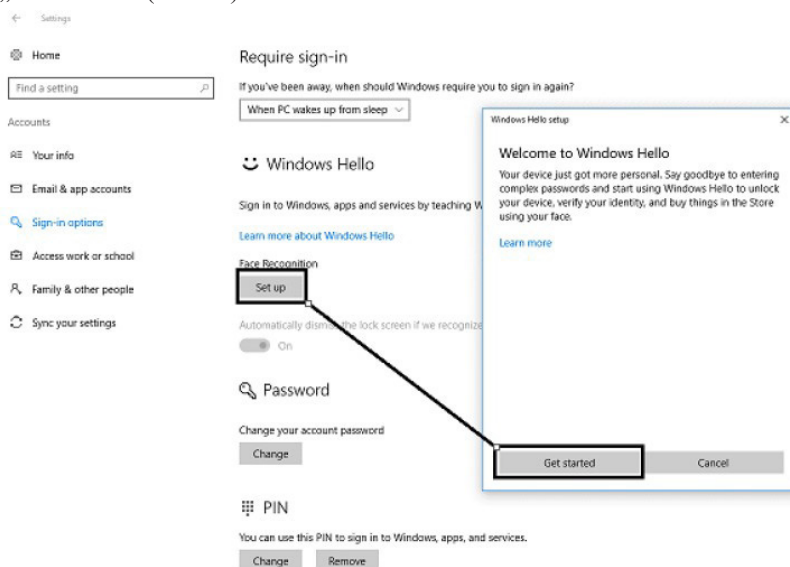 Settings
Home
Find a setting
Accounts
Your info
Email & app accounts
Sign-in options
Access work or school
Family & other people
Sync your settings
Require sign-in
If you've been away, when should Windows require you to sign in again?
When PC wakes up from sleep
Windows Hello
Sign in to Windows, apps and services by teaching W
Learn more about Windows Hello
Face Recognition
Set up
Automatically dismiss the lock screen if we recognize
On
Password
Change your account password
Change
PIN
You can use this PIN to sign in to Windows, apps, and services.
Change Remove
Windows Hello setup
Welcome to Windows Hello
Your device just got more personal. Say goodbye to entering
complex passwords and start using Windows Hello to unlock
your device, verify your identity, and buy things in the Store
using your face.
Learn more
Get started Cancel